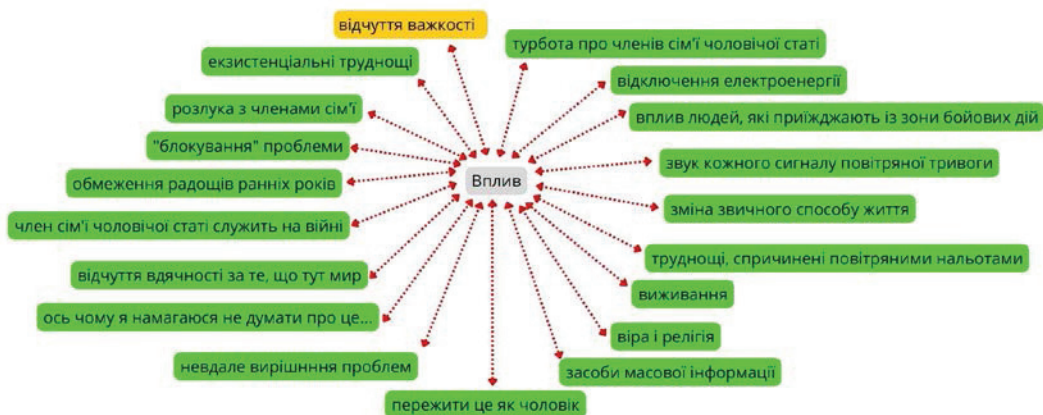 відчуття важкості
турбота про членів сім'ї чоловічої статі
екзистенціальні труднощі
відключення електроенергії
розлука з членами сім'ї
вплив людей, які приїжджають із зони бойових дій
"блокування" проблеми
звук кожного сигналу повітряної тривоги
Вплив
обмеження радощів ранніх років
зміна звичного способу життя
член сім'ї чоловічої статі служить на війні
труднощі, спричинені повітряними нальотами
відчуття вдячності за те, що тут мир
виживання
ось чому я намагаюся не думати про це...
віра і релігія
невдале вирішнння проблем
засоби масової інформації
пережити це як чоловік